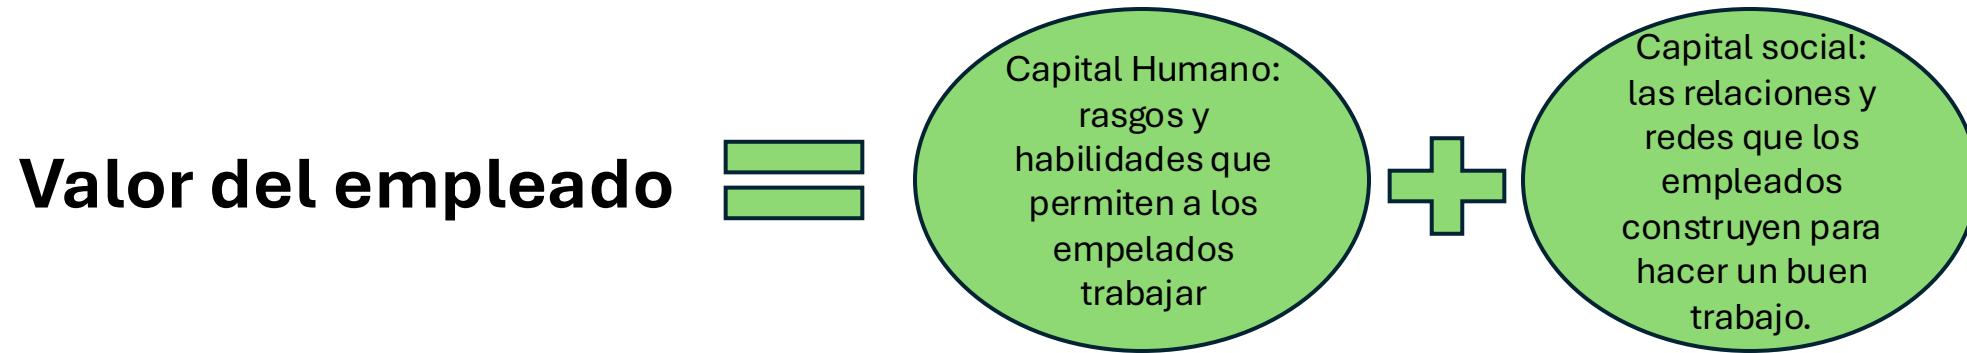 Valor del empleado
Capital Humano:
rasgos y
habilidades que
permiten a los
empelados
trabajar
Capital social:
las relaciones y
redes que los
empleados
construyen para
hacer un buen
trabajo.